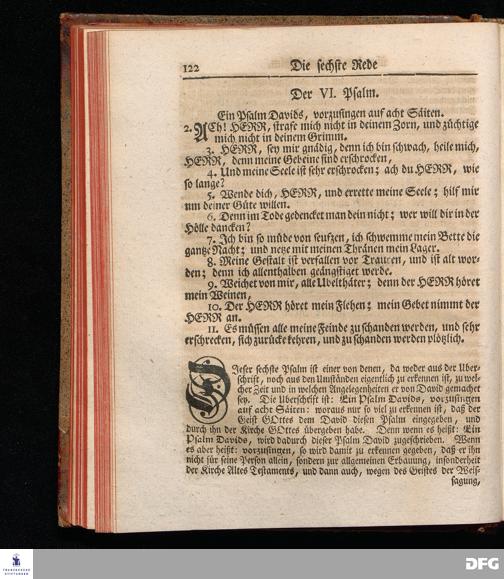 122 Die sechste Rede
Der VI. Psalm.
Ein Psalm Davids, vorzusingen auf acht Säiten.
2. ACh! HERR, strafe mich nicht in deinem Zorn, und züchtige
mich nicht in deinem Grimm.
3. HERR, sey mir gnädig, denn ich bin schwach, heile mich,
HERR, denn meine Gebeine sind erschrocken,
4. Und meine Seele ist sehr erschrocken; ach du HERR, wie
so lange?
5. Wende dich, HERR, und errette meine Seele; hilf mir
um deiner Güte willen.
6. Denn im Tode gedencket man dein nicht; wer will dir in der
Hölle dancken?
7. Ich bin so müde von seufzen, ich schwemme mein Bette die
gantze Nacht; und netze mit meinen Thränen mein Lager.
8. Meine Gestalt ist verfallen vor Trauren, und ist alt wor-
den; denn ich allenthalben geängstiget werde.
9. Weichet von mir, alle Ubelthäter; denn der HERR höret
mein Weinen,
10. Der HERR höret mein Flehen; mein Gebet nimmt der
HERR an.
11. Es müssen alle meine Feinde zu schanden werden, und sehr
erschrecken, sich zurücke kehren, und zu schanden werden plötzlich.
DIeser sechste Psalm ist einer von denen, da weder aus der Uber-
schrift, noch aus den Umständen eigentlich zu erkennen ist, zu wel-
cher Zeit und in welchen Angelegenheiten er von David gemachet
sey. Die Uberschrift ist: Ein Psalm Davids, vorzusingen
auf acht Säiten: woraus nur so viel zu erkennen ist, daß der
Geist GOttes dem David diesen Psalm eingegeben, und
durch ihn der Kirche GOttes übergeben habe. Denn wenn es heißt: Ein
Psalm Davids, wird dadurch dieser Psalm David zugeschrieben. Wenn
es aber heißt: vorzusingen, so wird damit zu erkennen gegeben, daß er ihn
nicht für seine Person allein, sondern zur allgemeinen Erbauung, insonderheit
der Kirche Altes Testaments, und dann auch, wegen des Geistes der Weis-
sagung,
FRANCKESCHE
STIFTUNGEN
DFG